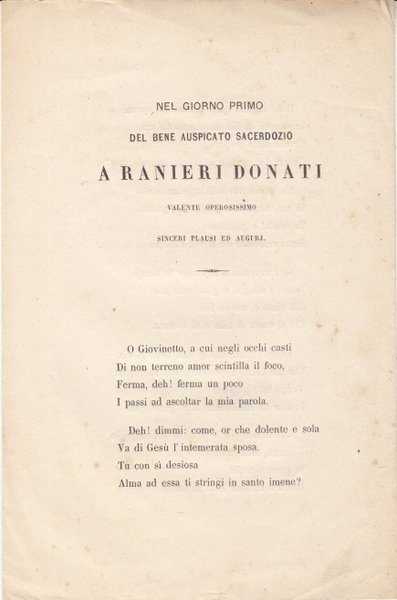 NEL GIORNO PRIMO
DEL BENE AUSPICATO SACERDOZIO
A RANIERI DONATI
VALENTE OPEROSISSIMO
SINCERI PLAUSI ED AUGURJ.
O Giovinetto, a cui negli occhi casti
Di non terreno amor scintilla il foco,
Ferma, deh! ferma un poco
I passi ad ascoltar la mia parola.
Deh! dimmi: come, or che dolente e sola
Va di Gesù l'intemerata sposa,
Tu con sì desiosa
Alma ad essa ti stringi in santo imene?